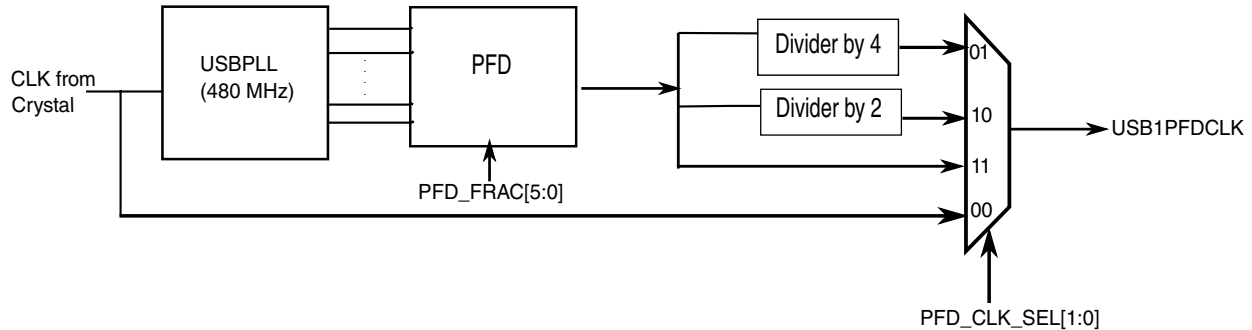 CLK from
Crystal
USBPLL
(480 MHz)
PFD
PFD_FRAC[5:0]
Divider by 4
Divider by 2
01
10
11
00
USB1PFDCLK
PFD_CLK_SEL[1:0]